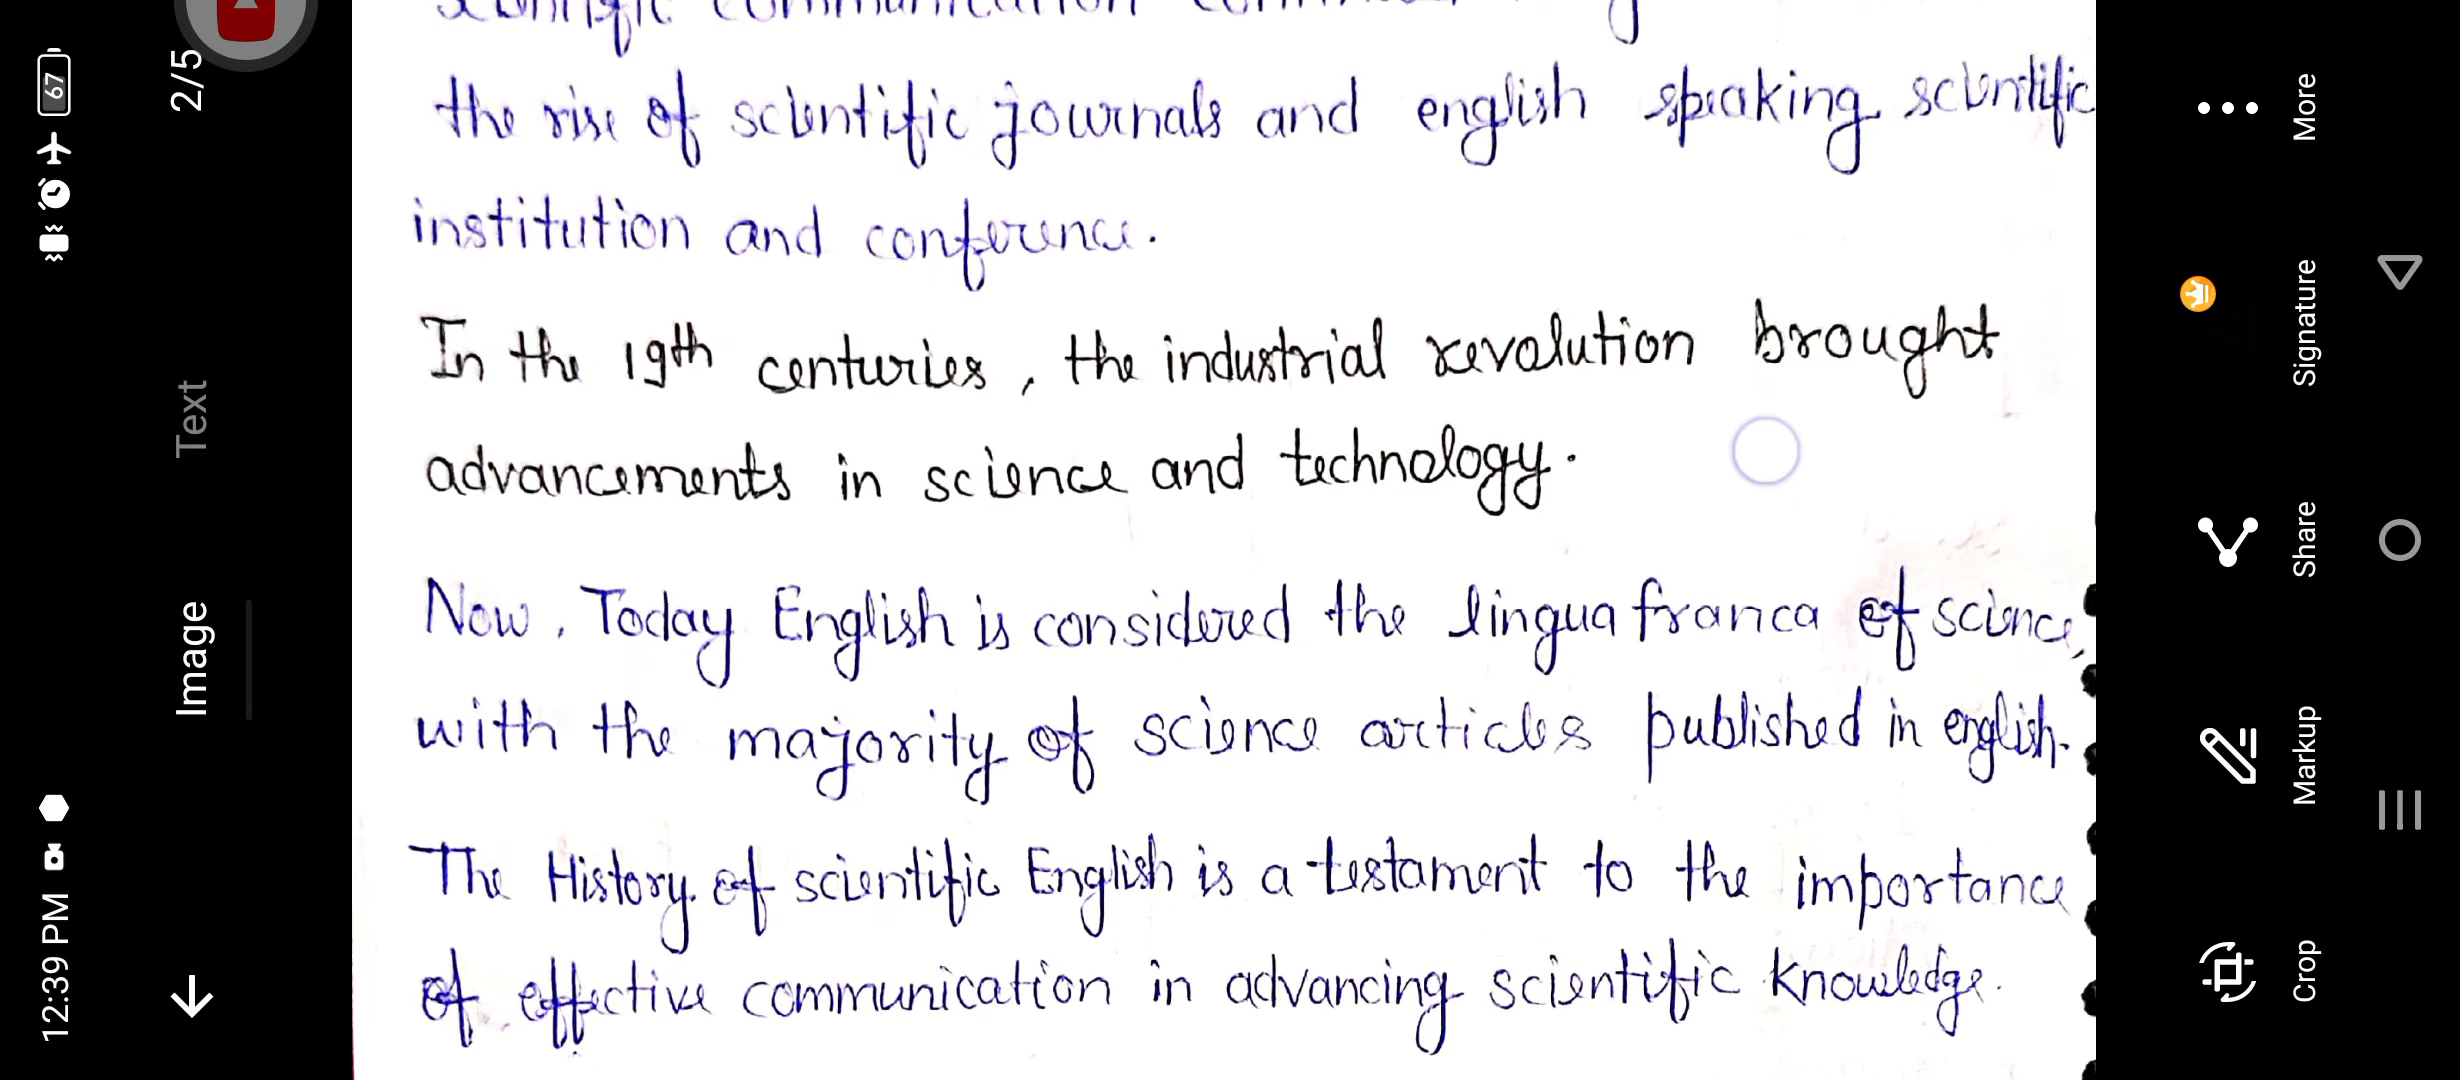 scientific communication
the rise of scientific journals and english speaking scientific
institution and conference.
In the 19th centuries, the industrial revolution brought
advancements in science and technology.
Now, Today English is considered the lingua franca of science,
with the majority of science articles published in english.
The History of scientific English is a testament to the importance
of effective communication in advancing scientific knowledge.
67
12:39 PM
2/5
Text
Image
More
Signature
Share
Markup
Crop